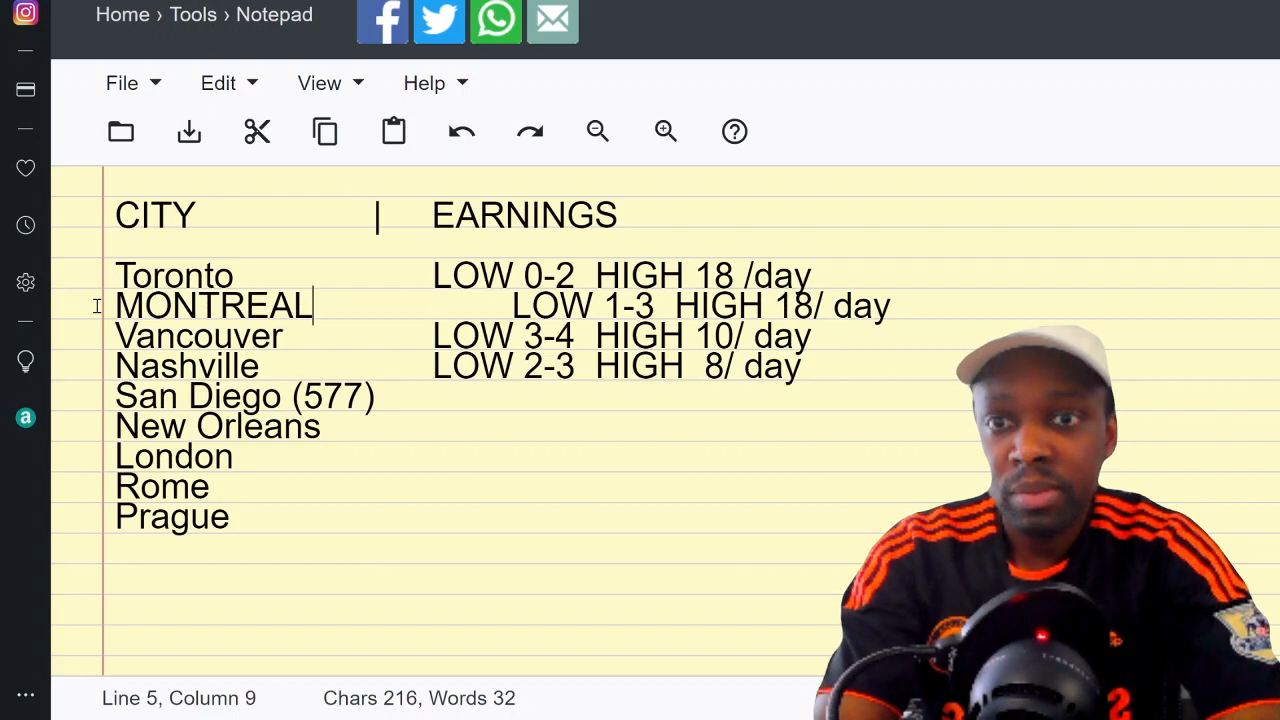 Home › Tools › Notepad
File Edit View Help
CITY | EARNINGS
Toronto LOW 0-2 HIGH 18 /day
MONTREAL LOW 1-3 HIGH 18/ day
Vancouver LOW 3-4 HIGH 10/ day
Nashville LOW 2-3 HIGH 8/ day
San Diego (577)
New Orleans
London
Rome
Prague
Line 5, Column 9 Chars 216, Words 32